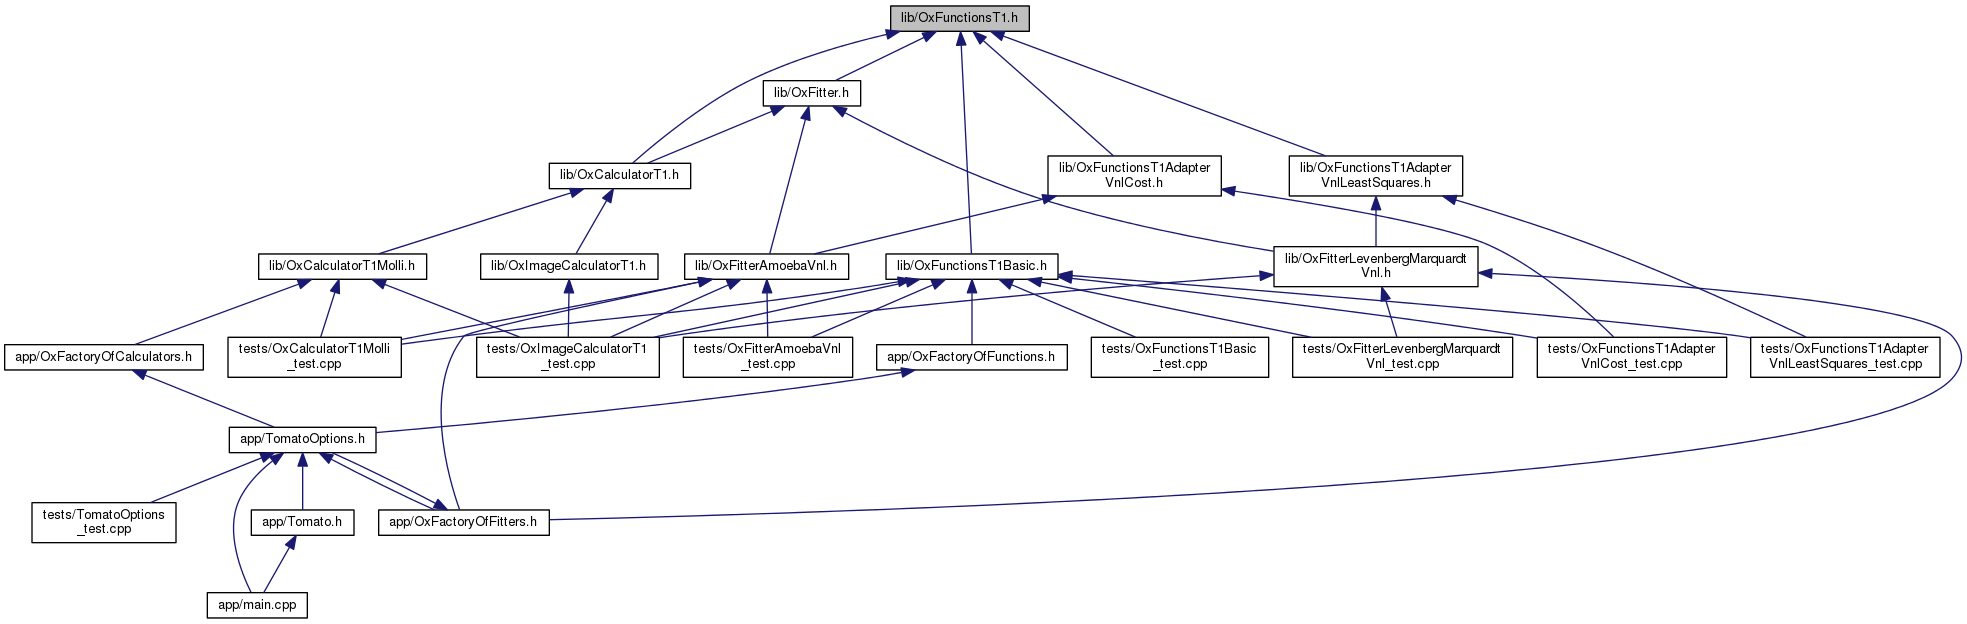 lib/OxFunctionsT1.h
lib/OxFitter.h
lib/OxCalculatorT1.h
lib/OxFunctionsT1Adapter
VnlCost.h
lib/OxFunctionsT1Adapter
VnlLeastSquares.h
lib/OxCalculatorT1Molli.h
lib/OxImageCalculatorT1.h
lib/OxFitterAmoebaVnl.h
lib/OxFunctionsT1Basic.h
lib/OxFitterLevenbergMarquardt
Vnl.h
app/OxFactoryOfCalculators.h
tests/OxCalculatorT1Molli
_test.cpp
tests/OxImageCalculatorT1
_test.cpp
tests/OxFitterAmoebaVnl
_test.cpp
app/OxFactoryOfFunctions.h
tests/OxFunctionsT1Basic
_test.cpp
tests/OxFitterLevenbergMarquardt
Vnl_test.cpp
tests/OxFunctionsT1Adapter
VnlCost_test.cpp
tests/OxFunctionsT1Adapter
VnlLeastSquares_test.cpp
app/TomatoOptions.h
tests/TomatoOptions
_test.cpp
app/Tomato.h
app/OxFactoryOfFitters.h
app/main.cpp